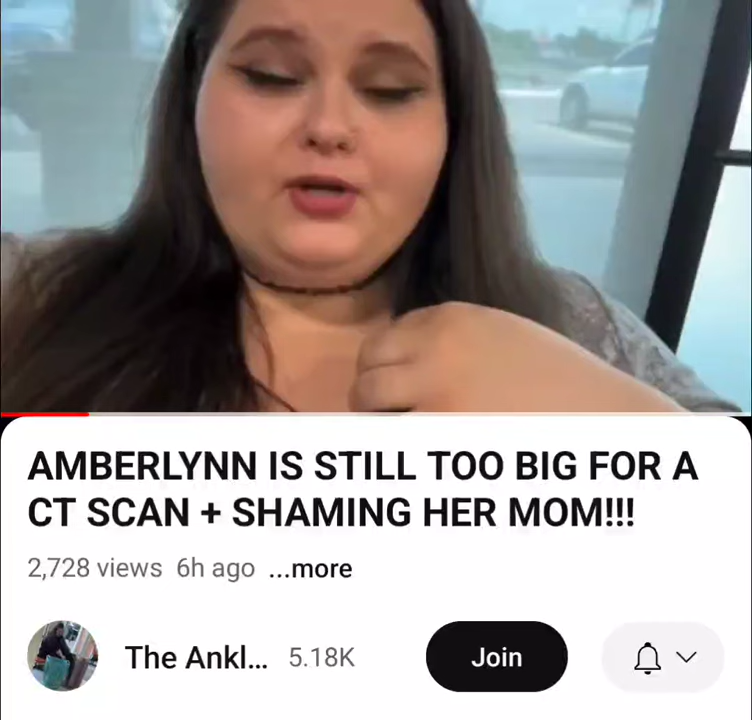 AMBERLYNN IS STILL TOO BIG FOR A
CT SCAN + SHAMING HER MOM!!!
2,728 views 6h ago ...more
The Ankl... 5.18K Join